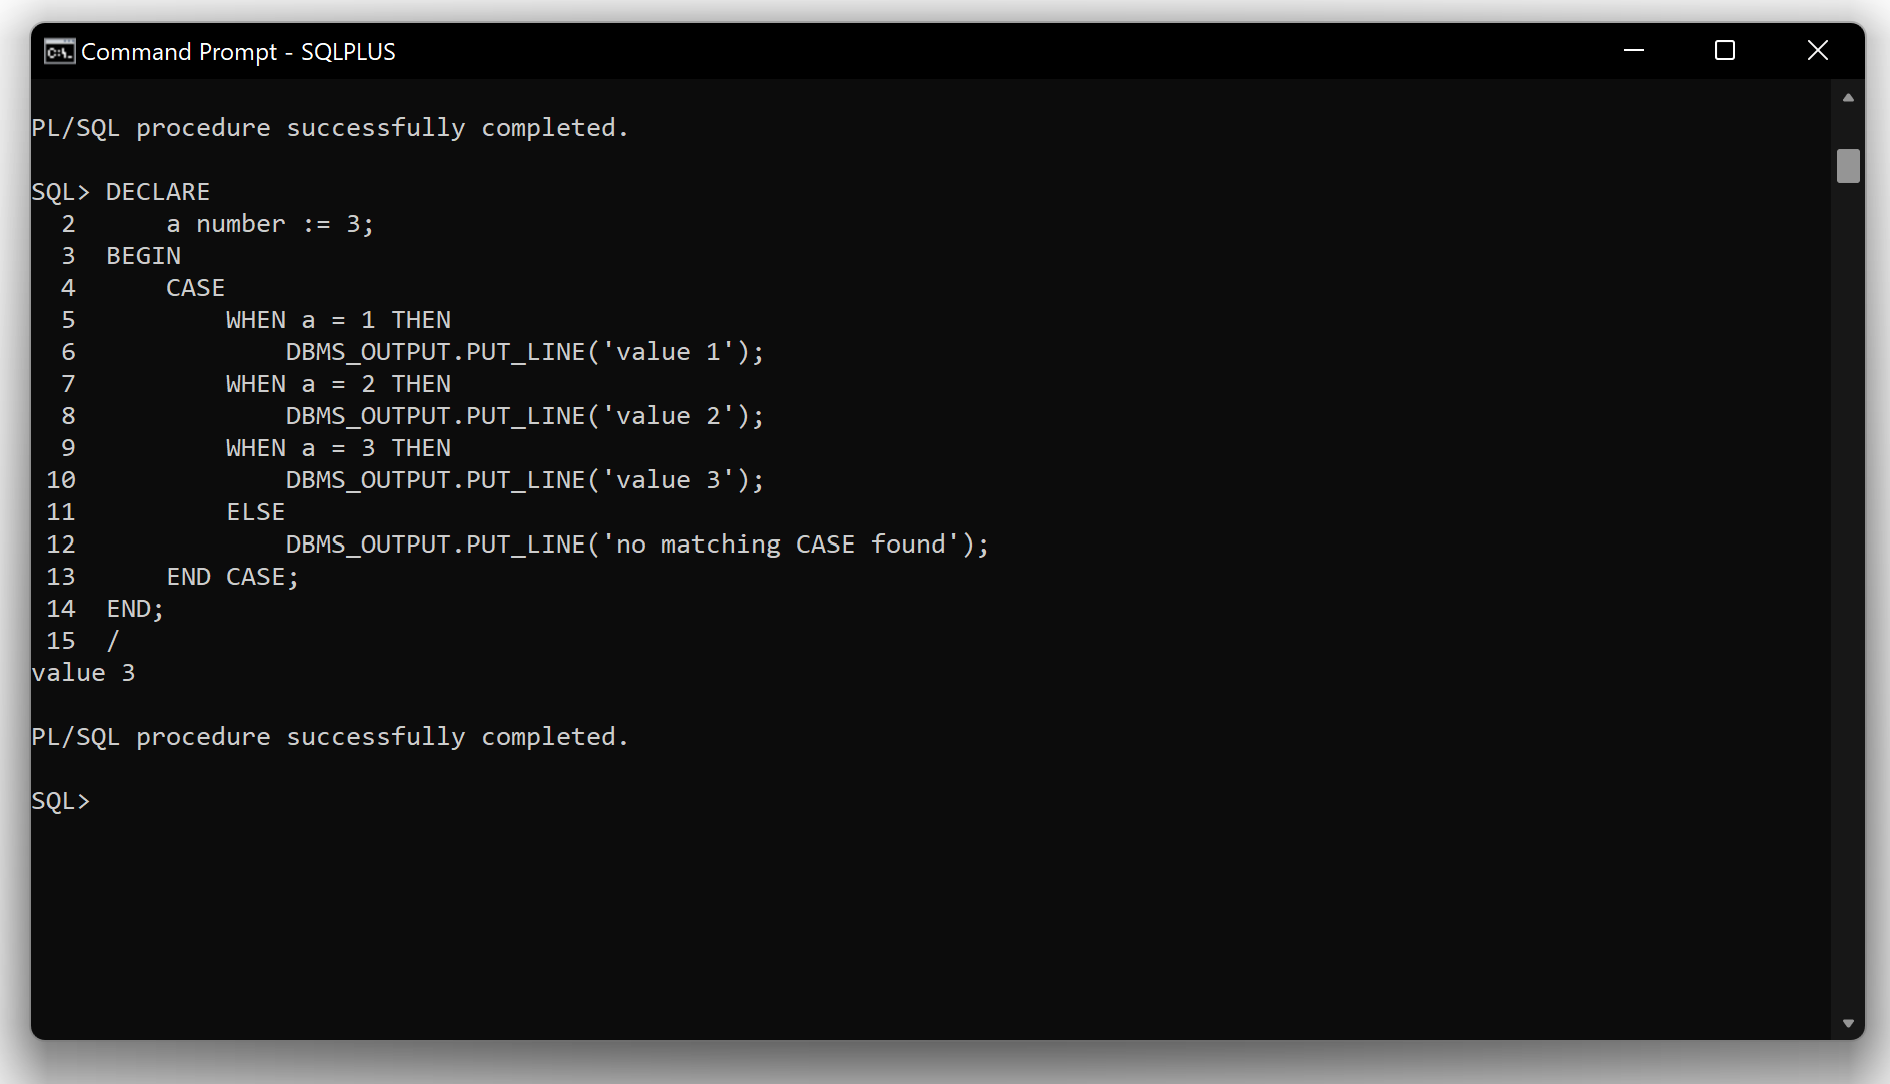 Command Prompt - SQLPLUS
PL/SQL procedure successfully completed.
SQL> DECLARE
  2      a number := 3;
  3  BEGIN
  4      CASE
  5          WHEN a = 1 THEN
  6              DBMS_OUTPUT.PUT_LINE('value 1');
  7          WHEN a = 2 THEN
  8              DBMS_OUTPUT.PUT_LINE('value 2');
  9          WHEN a = 3 THEN
 10              DBMS_OUTPUT.PUT_LINE('value 3');
 11          ELSE
 12              DBMS_OUTPUT.PUT_LINE('no matching CASE found');
 13      END CASE;
 14  END;
 15  /
value 3
PL/SQL procedure successfully completed.
SQL>